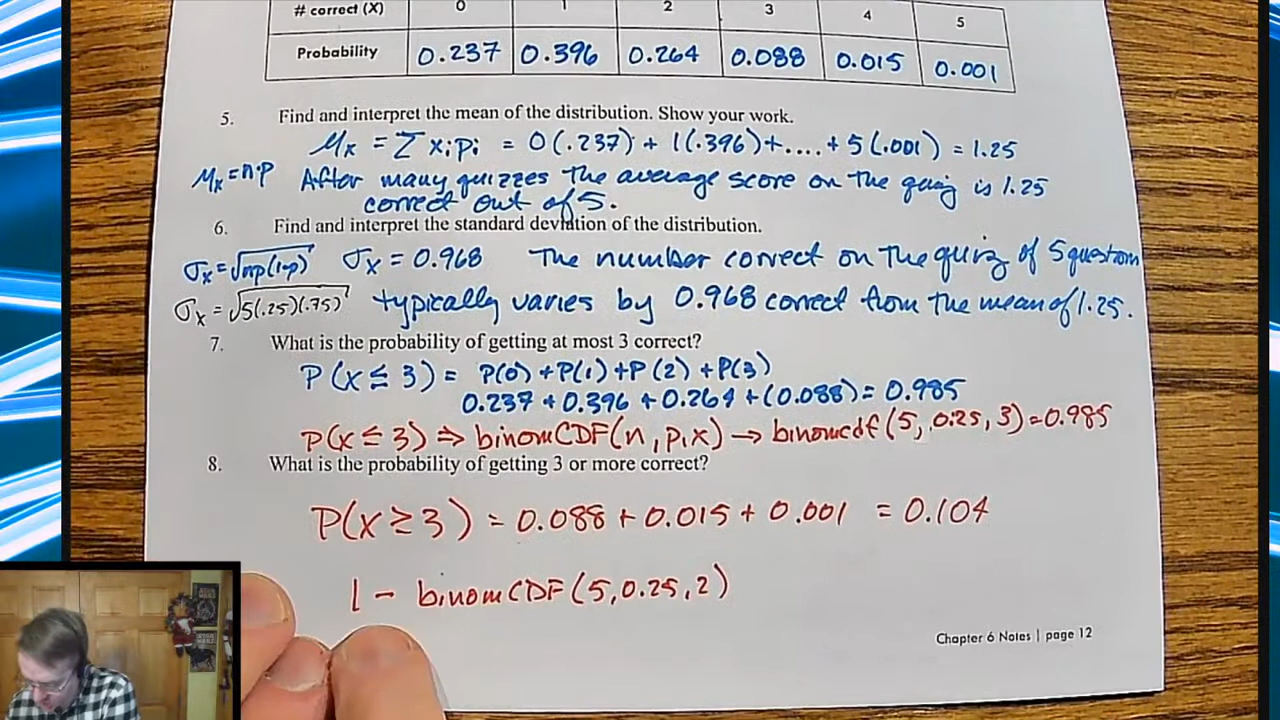 # correct (X) 0 1 2 3 4 5
Probability 0.237 0.396 0.264 0.088 0.015 0.001
5. Find and interpret the mean of the distribution. Show your work.
μx = Σ xᵢpᵢ = 0(.237) + 1(.396)+....+ 5(.001) = 1.25
μx=n·p After many quizzes the average score on the quiz is 1.25
correct out of 5.
6. Find and interpret the standard deviation of the distribution.
σx=√np(1-p) σx = 0.968 The number correct on the quiz of 5 question
σx=√5(.25)(.75) typically varies by 0.968 correct from the mean of 1.25.
7. What is the probability of getting at most 3 correct?
P(x ≤ 3) = P(0)+P(1)+P(2)+P(3)
0.237 + 0.396 + 0.264 + (0.088) = 0.985
P(x ≤ 3) ⇒ binomCDF(n, p, x) → binomcdf(5, 0.25, 3)=0.985
8. What is the probability of getting 3 or more correct?
P(x ≥ 3) = 0.088 + 0.015 + 0.001 = 0.104
1 - binomCDF(5, 0.25, 2)
Chapter 6 Notes | page 12